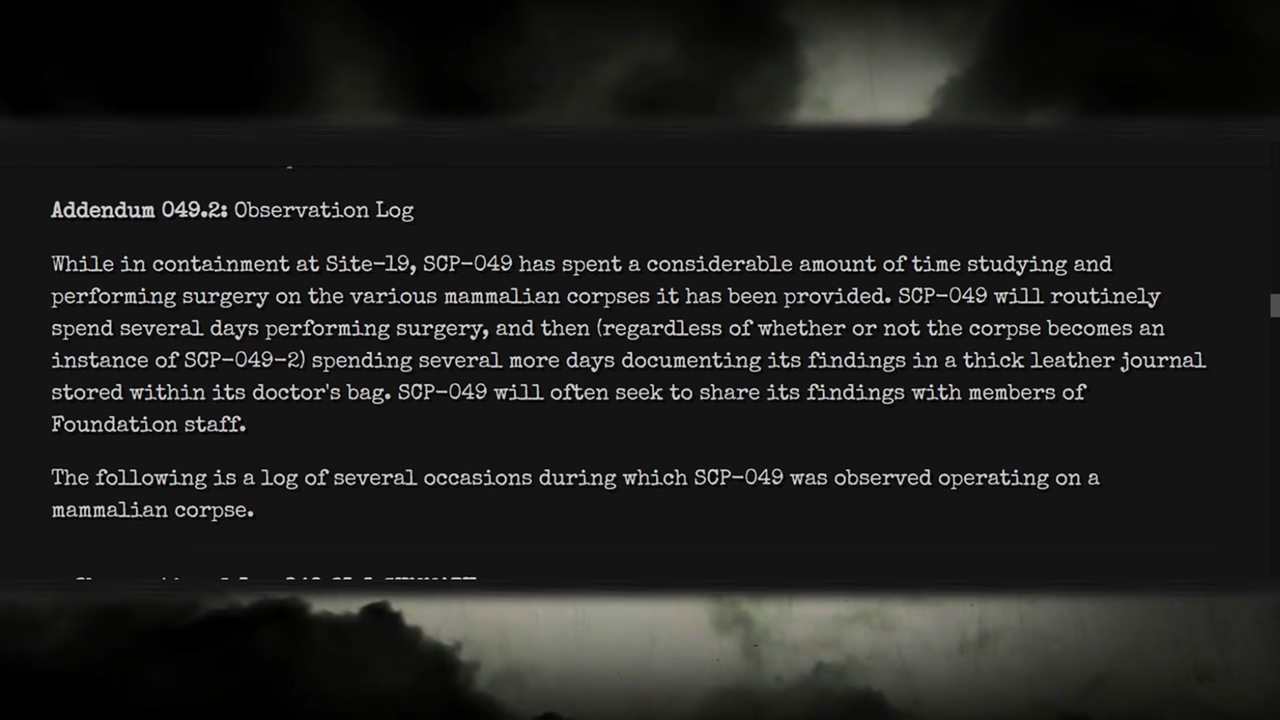 Addendum 049.2: Observation Log
While in containment at Site-19, SCP-049 has spent a considerable amount of time studying and
performing surgery on the various mammalian corpses it has been provided. SCP-049 will routinely
spend several days performing surgery, and then (regardless of whether or not the corpse becomes an
instance of SCP-049-2) spending several more days documenting its findings in a thick leather journal
stored within its doctor's bag. SCP-049 will often seek to share its findings with members of
Foundation staff.
The following is a log of several occasions during which SCP-049 was observed operating on a
mammalian corpse.